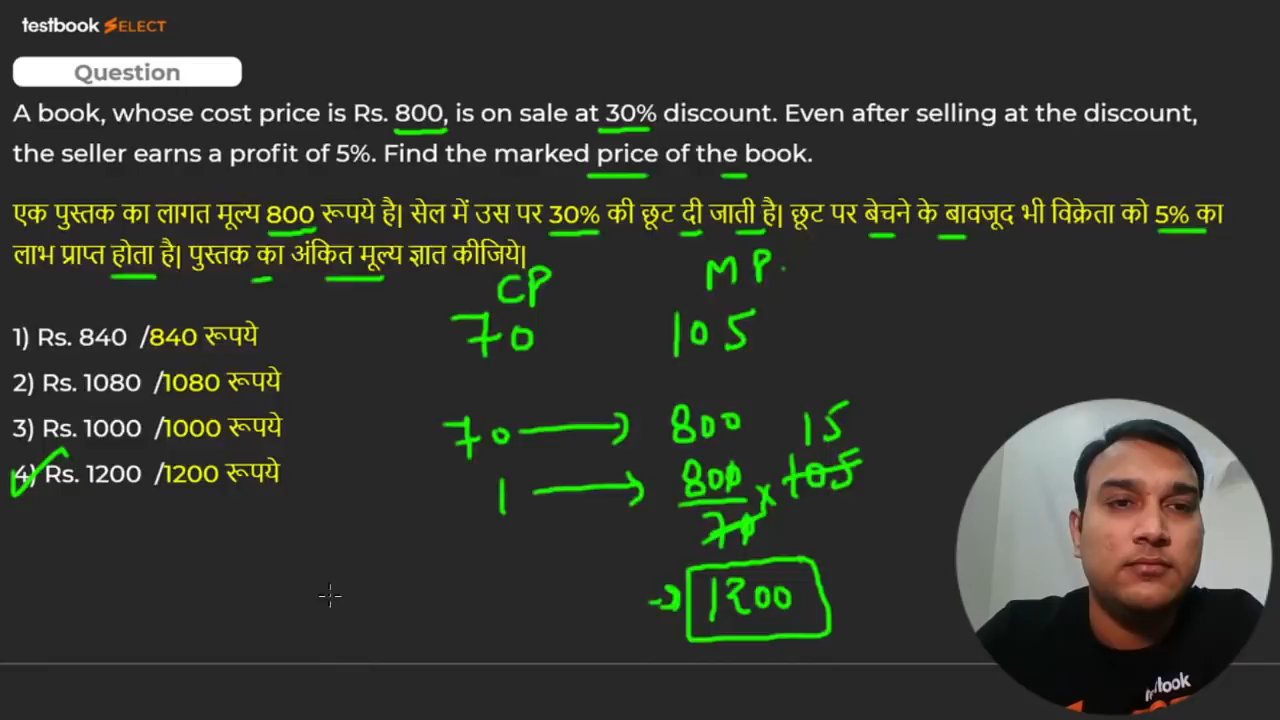 testbook SELECT
Question
A book, whose cost price is Rs. 800, is on sale at 30% discount. Even after selling at the discount,
the seller earns a profit of 5%. Find the marked price of the book.
एक पुस्तक का लागत मूल्य 800 रूपये है| सेल में उस पर 30% की छूट दी जाती है| छूट पर बेचने के बावजूद भी विक्रेता को 5% का
लाभ प्राप्त होता है| पुस्तक का अंकित मूल्य ज्ञात कीजिये|
CP MP.
70 105
1) Rs. 840 /840 रूपये
2) Rs. 1080 /1080 रूपये
3) Rs. 1000 /1000 रूपये
4) Rs. 1200 /1200 रूपये
70 → 800 15
1 → 800/70 x 105
→ 1200